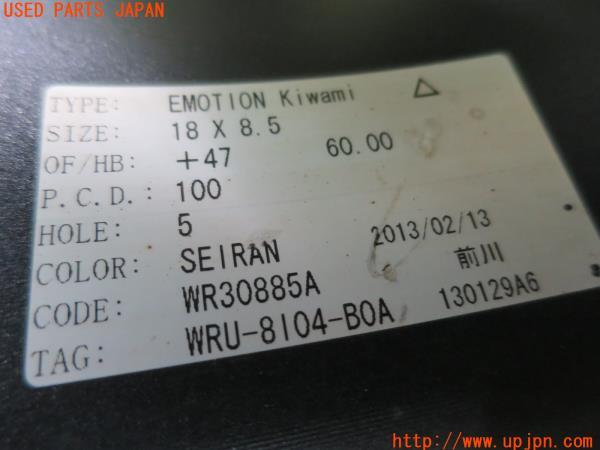 USED PARTS JAPAN
TYPE: EMOTION Kiwami △
SIZE: 18 X 8.5
OF/HB: +47 60.00
P.C.D.: 100
HOLE: 5
COLOR: SEIRAN 2013/02/13
CODE: WR30885A 前川
TAG: WRU-8I04-B0A 130129A6
http://www.upjpn.com/